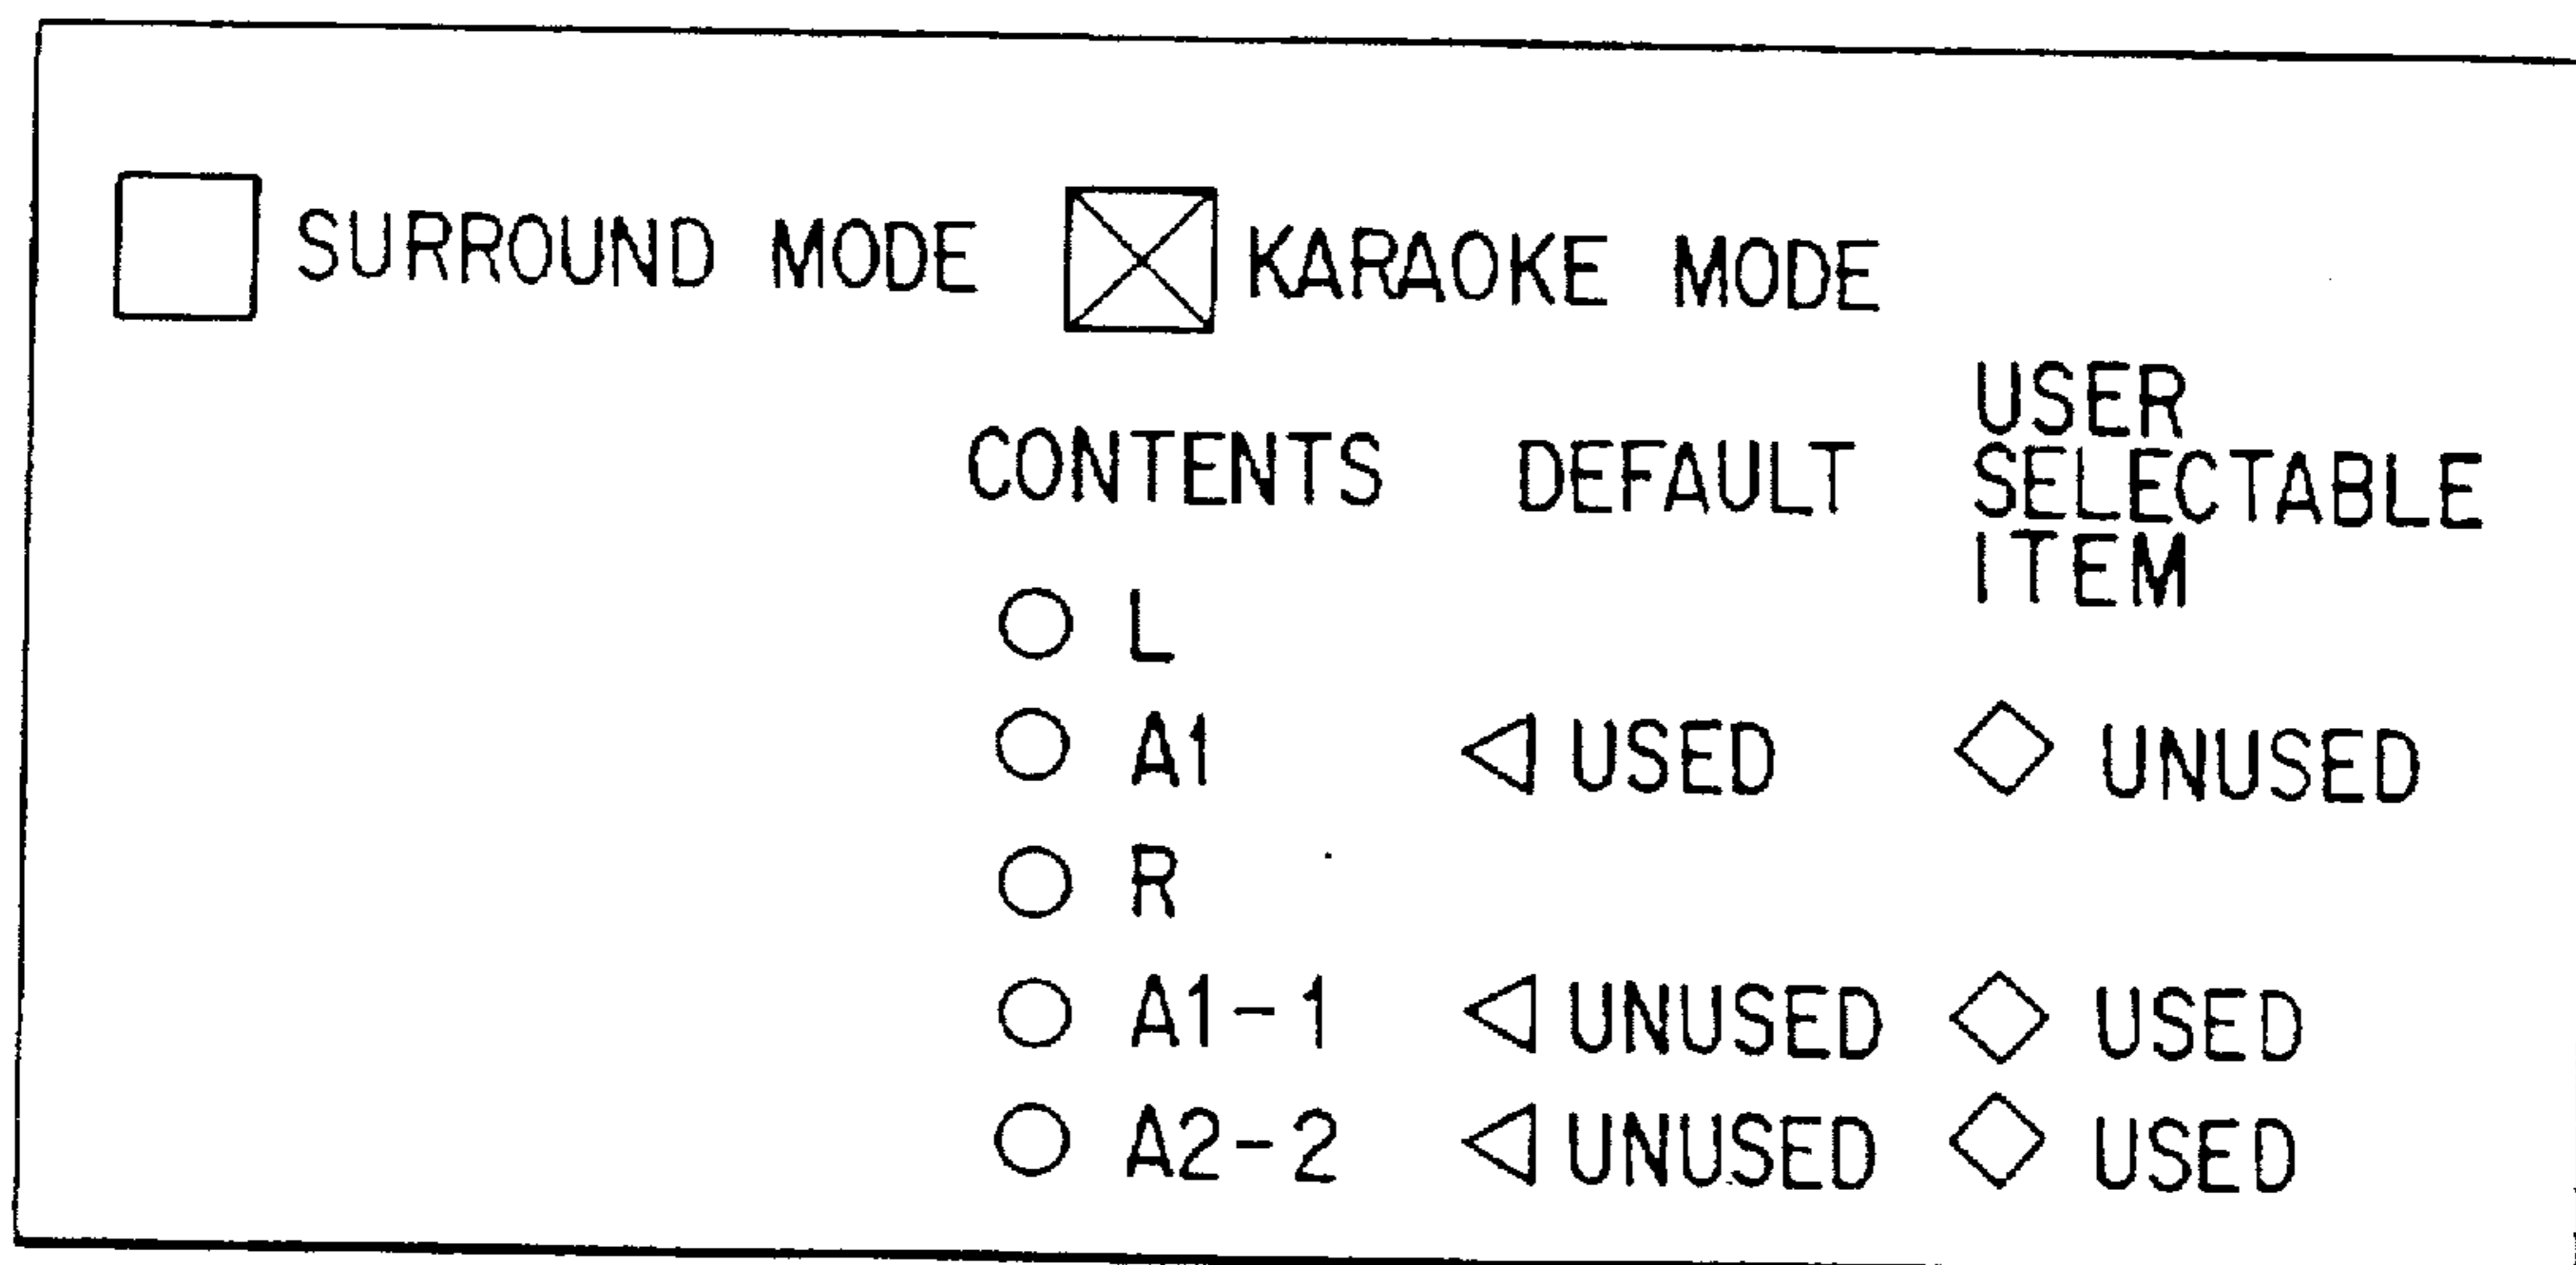 SURROUND MODE KARAOKE MODE
CONTENTS DEFAULT USER SELECTABLE ITEM
L
A1 USED UNUSED
R
A1-1 UNUSED USED
A2-2 UNUSED USED